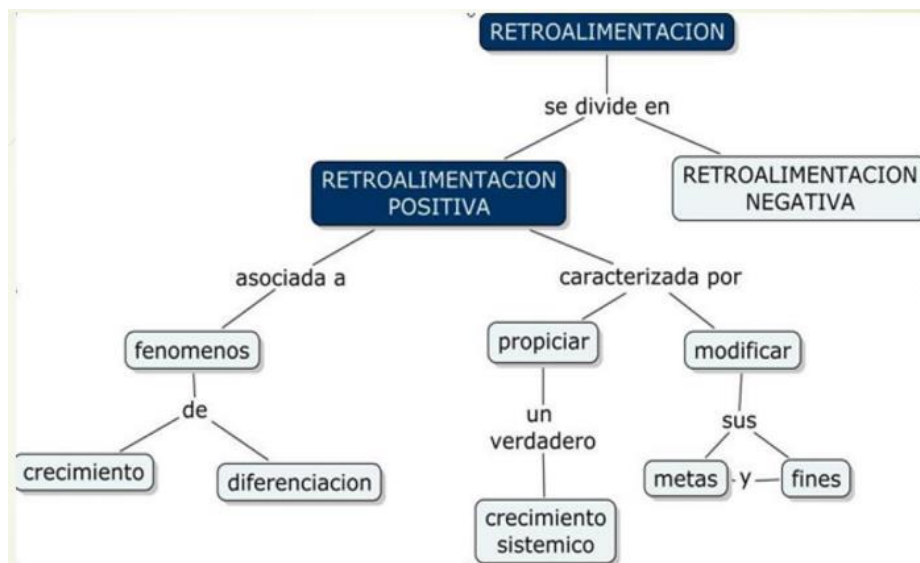 RETROALIMENTACION
se divide en
RETROALIMENTACION
POSITIVA
RETROALIMENTACION
NEGATIVA
asociada a
caracterizada por
fenomenos
propiciar
modificar
de
un
verdadero
sus
crecimiento
diferenciacion
metas y fines
crecimiento
sistemico